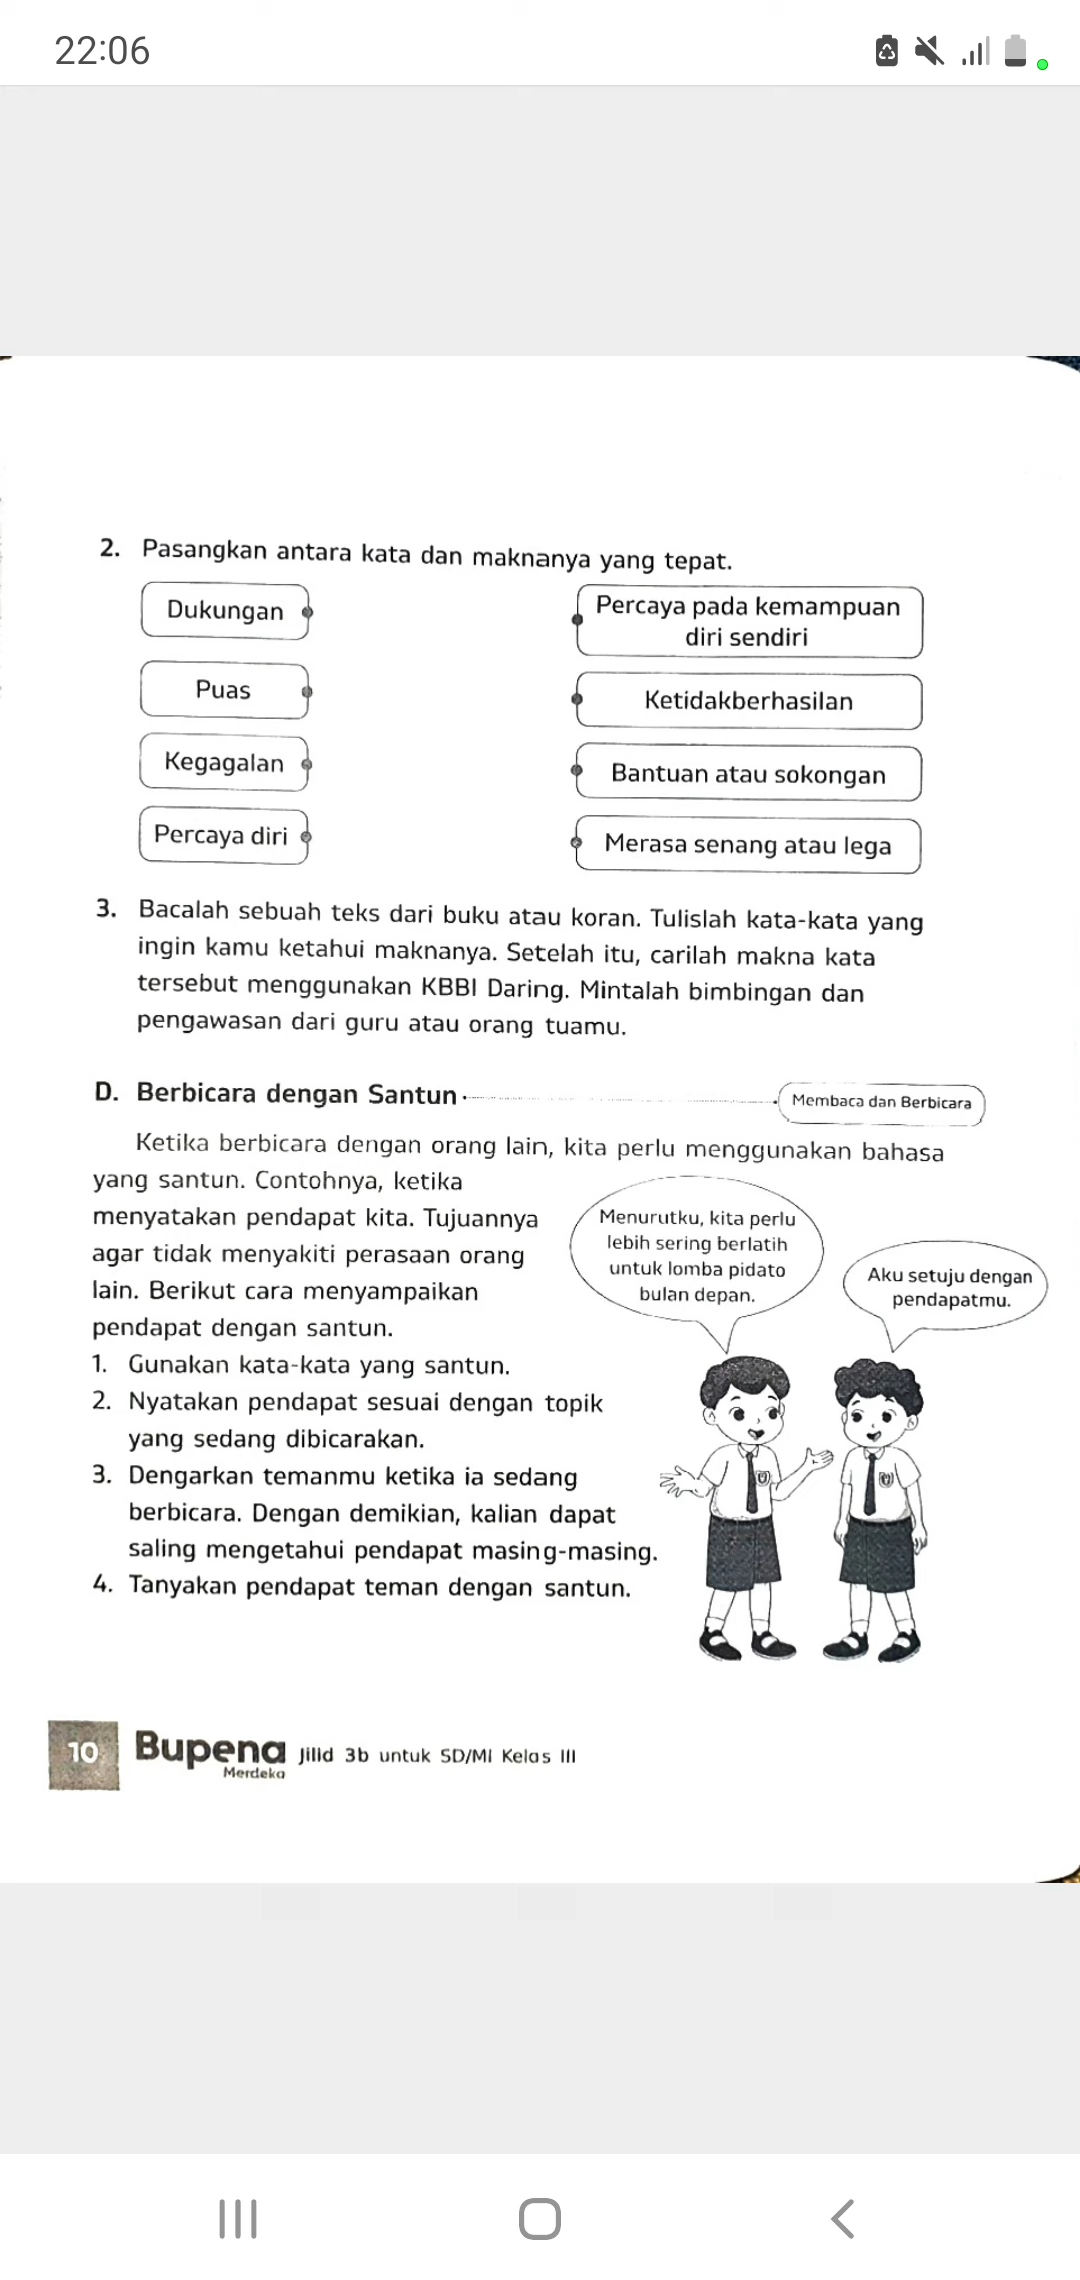 22:06
2. Pasangkan antara kata dan maknanya yang tepat.
Dukungan
Percaya pada kemampuan
diri sendiri
Puas
Ketidakberhasilan
Kegagalan
Bantuan atau sokongan
Percaya diri
Merasa senang atau lega
3. Bacalah sebuah teks dari buku atau koran. Tulislah kata-kata yang
ingin kamu ketahui maknanya. Setelah itu, carilah makna kata
tersebut menggunakan KBBI Daring. Mintalah bimbingan dan
pengawasan dari guru atau orang tuamu.
D. Berbicara dengan Santun
Membaca dan Berbicara
Ketika berbicara dengan orang lain, kita perlu menggunakan bahasa
yang santun. Contohnya, ketika
menyatakan pendapat kita. Tujuannya
agar tidak menyakiti perasaan orang
lain. Berikut cara menyampaikan
pendapat dengan santun.
1. Gunakan kata-kata yang santun.
2. Nyatakan pendapat sesuai dengan topik
yang sedang dibicarakan.
3. Dengarkan temanmu ketika ia sedang
berbicara. Dengan demikian, kalian dapat
saling mengetahui pendapat masing-masing.
4. Tanyakan pendapat teman dengan santun.
Menurutku, kita perlu
lebih sering berlatih
untuk lomba pidato
bulan depan.
Aku setuju dengan
pendapatmu.
10 Bupena Jilid 3b untuk SD/MI Kelas III
Merdeka